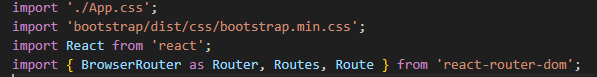 import './App.css';
import 'bootstrap/dist/css/bootstrap.min.css';
import React from 'react';
import { BrowserRouter as Router, Routes, Route } from 'react-router-dom';